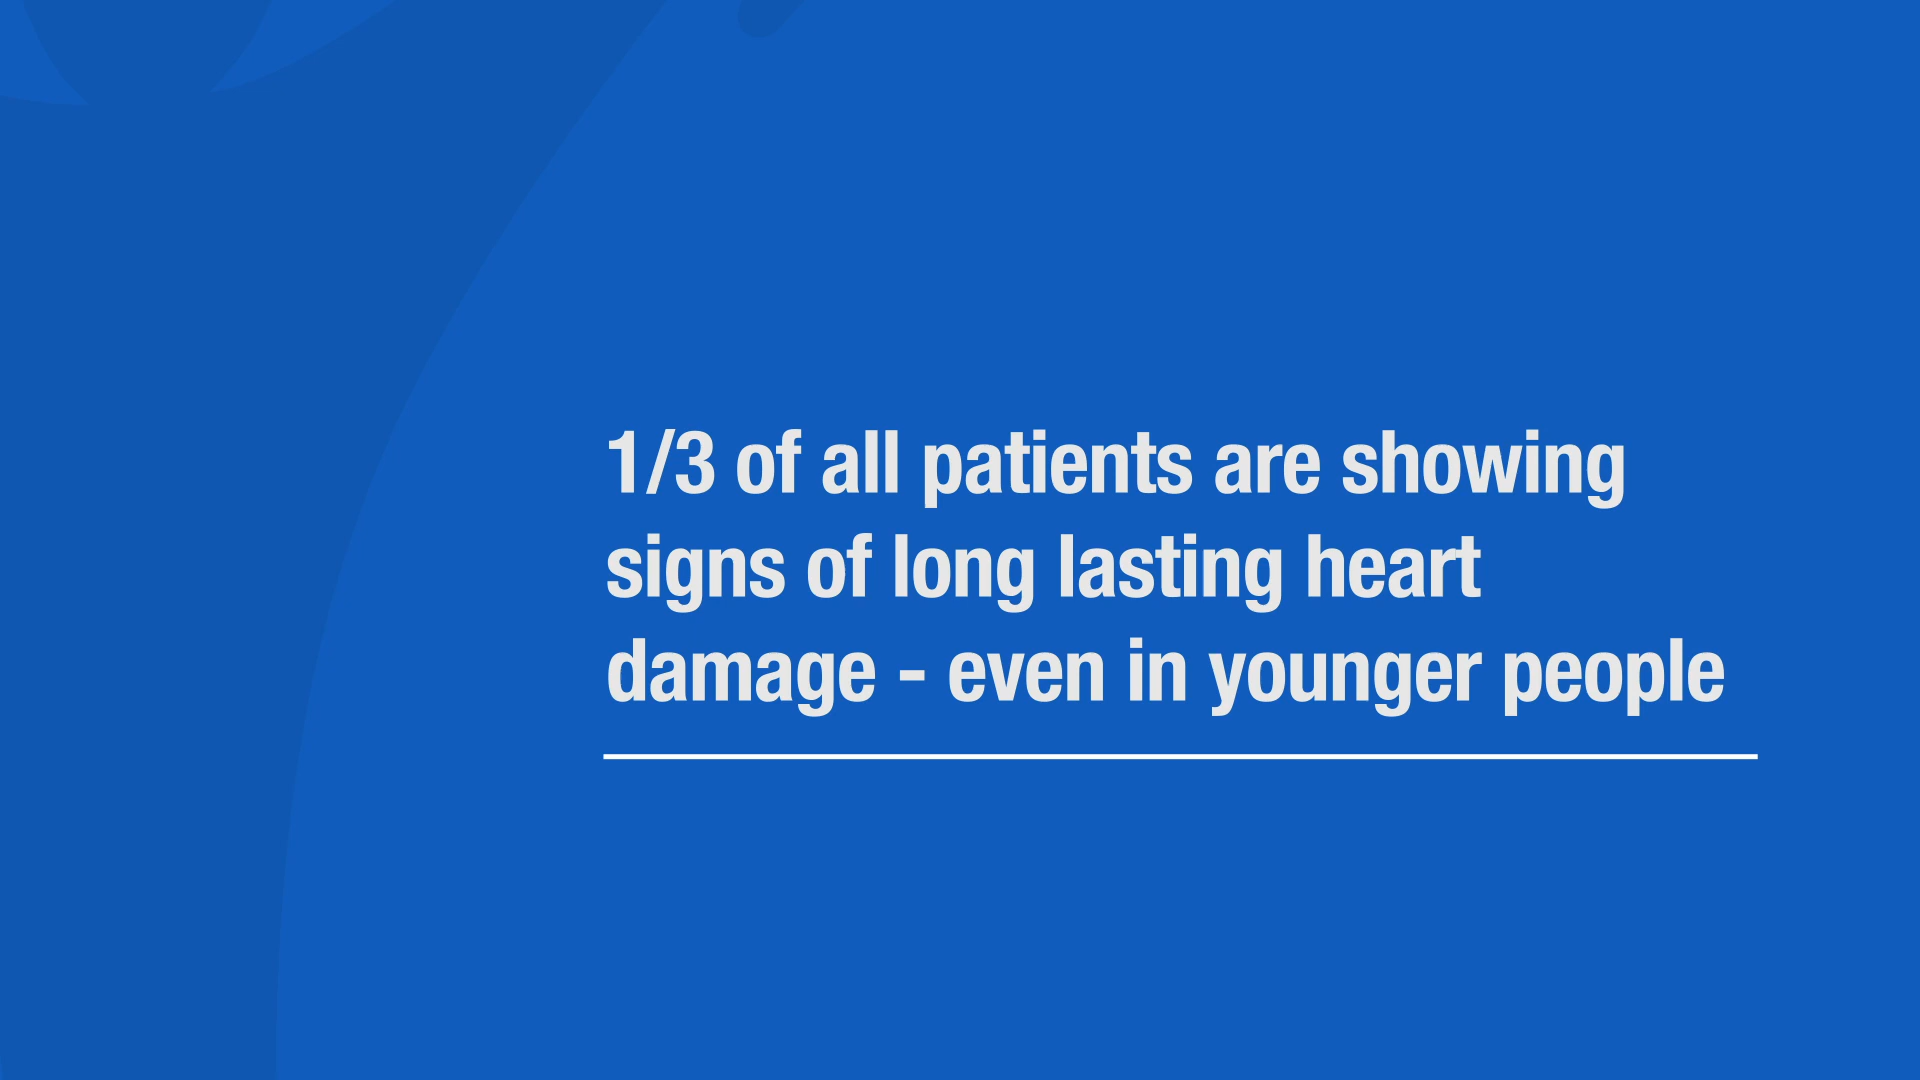 1/3 of all patients are showing
signs of long lasting heart
damage - even in younger people